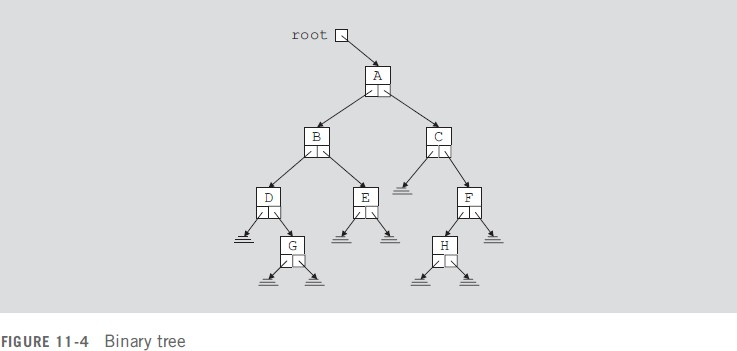 root
A
B C
D E F
G H
FIGURE 11-4 Binary tree